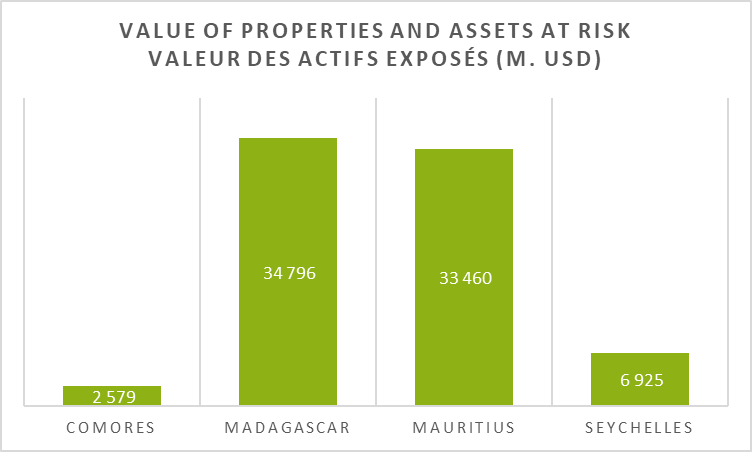 VALUE OF PROPERTIES AND ASSETS AT RISK
VALEUR DES ACTIFS EXPOSÉS (M. USD)
34 796
33 460
6 925
2 579
COMORES MADAGASCAR MAURITIUS SEYCHELLES